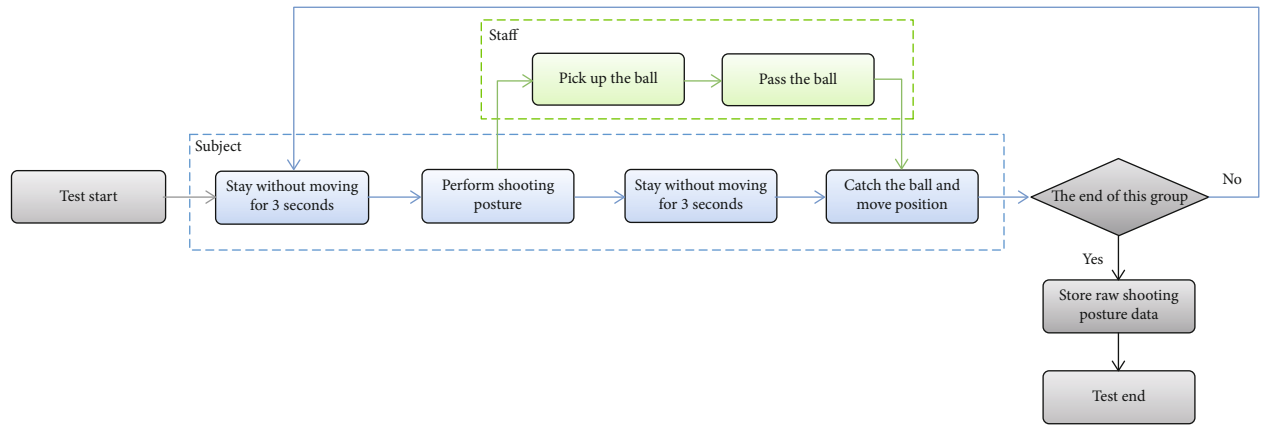 Staff
Pick up the ball
Pass the ball
Subject
Test start
Stay without moving
for 3 seconds
Perform shooting
posture
Stay without moving
for 3 seconds
Catch the ball and
move position
The end of this group
No
Yes
Store raw shooting
posture data
Test end